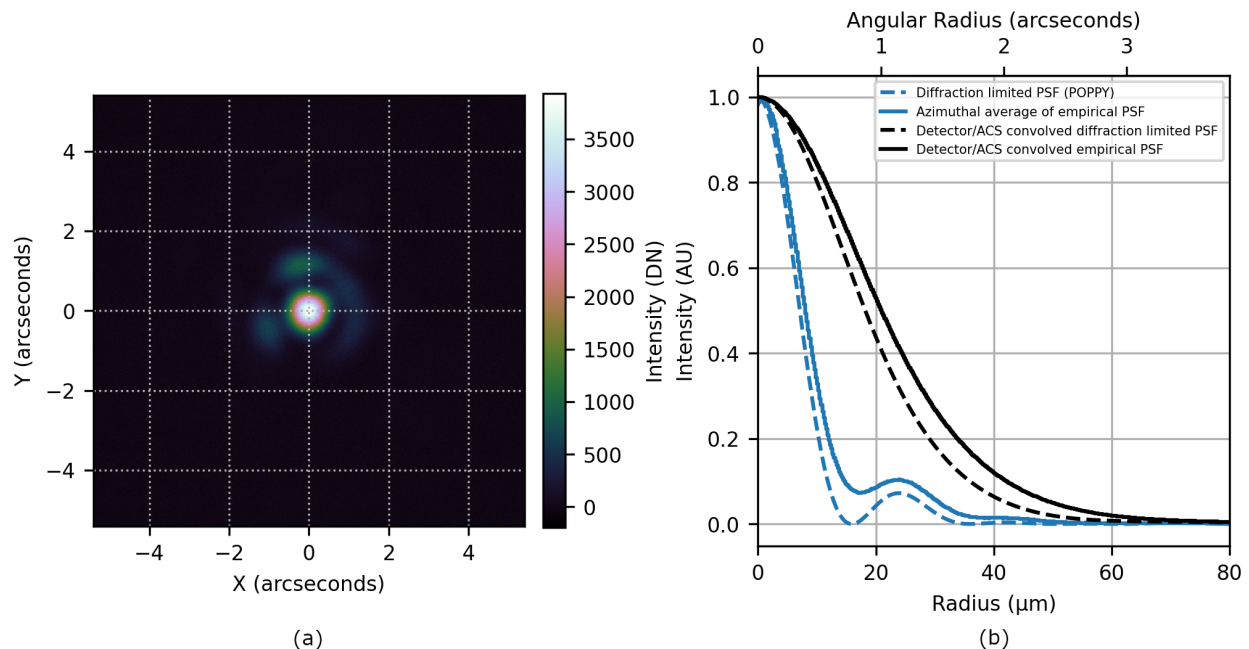 Y (arcseconds)
4
2
0
−2
−4
−4
−2
0
2
4
X (arcseconds)
(a)
3500
3000
2500
2000
1500
1000
500
0
Intensity (DN)
Angular Radius (arcseconds)
0
1
2
3
Intensity (AU)
1.0
0.8
0.6
0.4
0.2
0.0
Diffraction limited PSF (POPPY)
Azimuthal average of empirical PSF
Detector/ACS convolved diffraction limited PSF
Detector/ACS convolved empirical PSF
0
20
40
60
80
Radius (μm)
(b)